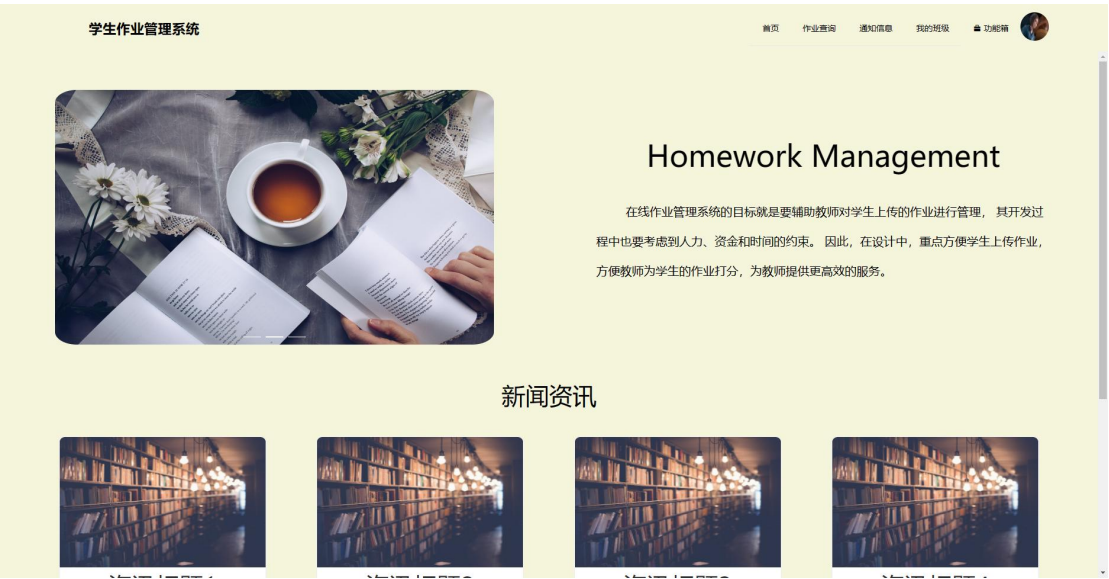 学生作业管理系统
首页 作业查询 通知信息 我的班级 功能箱
Homework Management
在线作业管理系统的目标就是要辅助教师对学生上传的作业进行管理， 其开发过
程中也要考虑到人力、资金和时间的约束。 因此，在设计中，重点方便学生上传作业，
方便教师为学生的作业打分，为教师提供更高效的服务。
新闻资讯